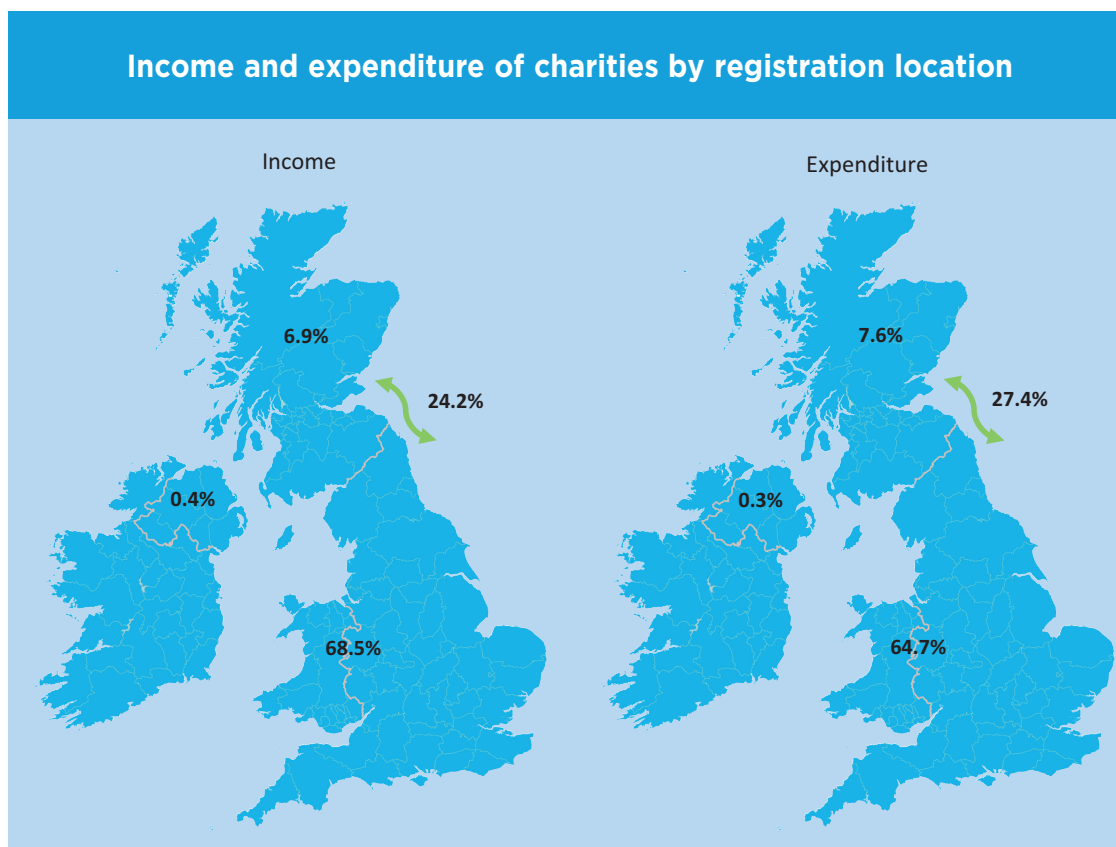 Income and expenditure of charities by registration location
Income
6.9%
24.2%
0.4%
68.5%
Expenditure
7.6%
27.4%
0.3%
64.7%